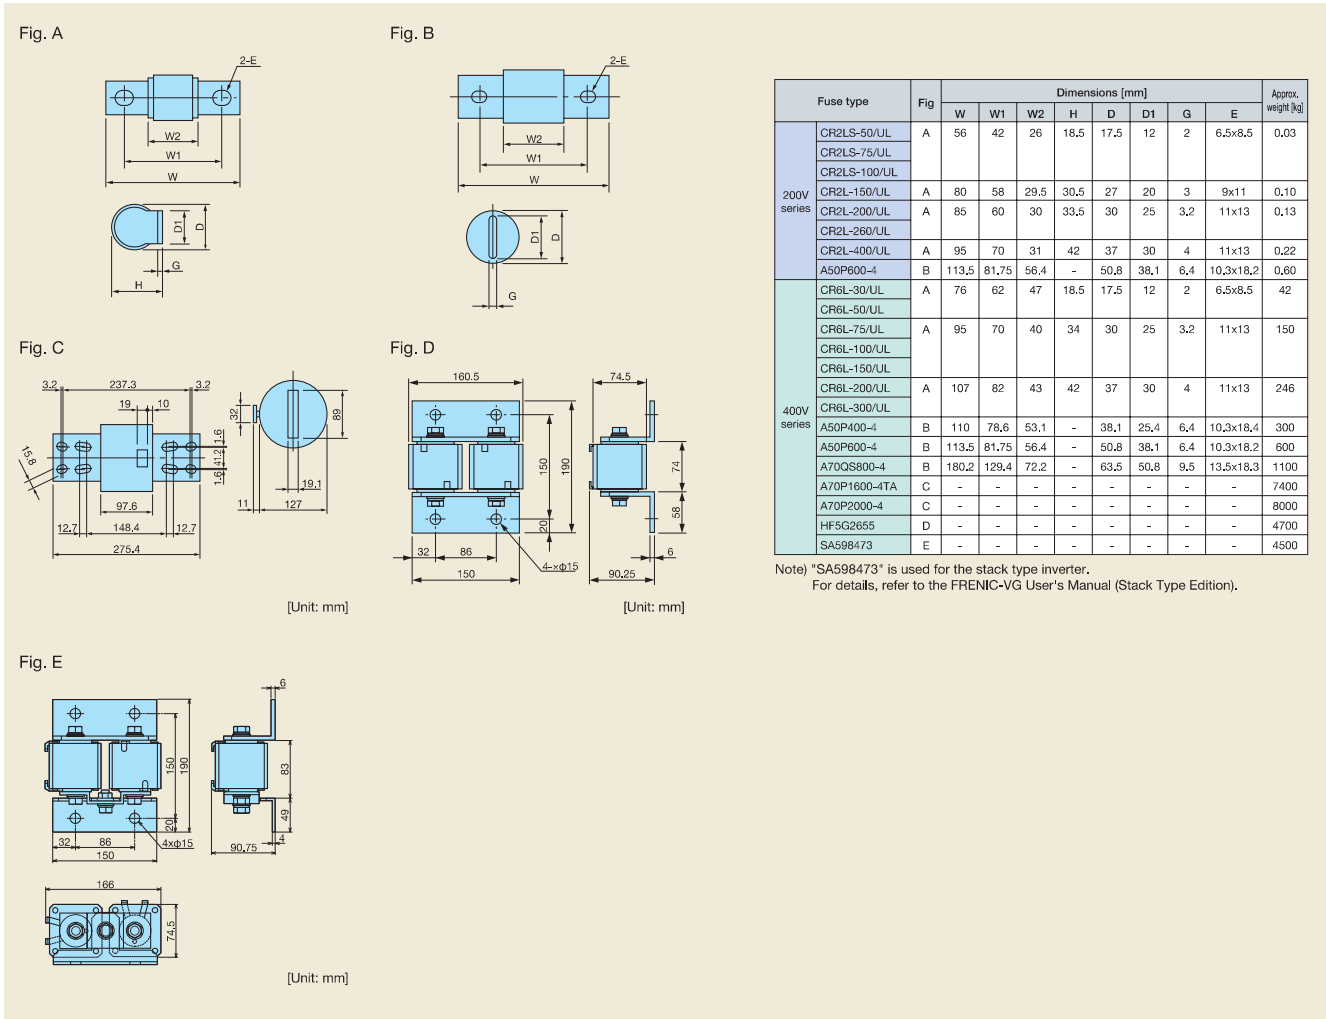 Fig. A
2-E
W2
W1
W
D1
D
G
H
Fig. B
2-E
W2
W1
W
D1
D
G
Fig. C
3.2
237.3
3.2
19
10
15.8
1.6
41.2
1.6
97.6
12.7
148.4
12.7
275.4
32
89
19.1
11
127
[Unit: mm]
Fig. D
160.5
74.5
150
190
74
20
58
32
86
4-xφ15
6
150
90.25
[Unit: mm]
Fig. E
6
150
190
83
20
49
32
86
4xφ15
4
150
90.75
166
74.5
[Unit: mm]
Fuse type Fig Dimensions [mm] Approx. weight [kg]
W W1 W2 H D D1 G E
200V series
CR2LS-50/UL A 56 42 26 18.5 17.5 12 2 6.5x8.5 0.03
CR2LS-75/UL
CR2LS-100/UL
CR2L-150/UL A 80 58 29.5 30.5 27 20 3 9x11 0.10
CR2L-200/UL A 85 60 30 33.5 30 25 3.2 11x13 0.13
CR2L-260/UL
CR2L-400/UL A 95 70 31 42 37 30 4 11x13 0.22
A50P600-4 B 113.5 81.75 56.4 - 50.8 38.1 6.4 10.3x18.2 0.60
400V series
CR6L-30/UL A 76 62 47 18.5 17.5 12 2 6.5x8.5 42
CR6L-50/UL
CR6L-75/UL A 95 70 40 34 30 25 3.2 11x13 150
CR6L-100/UL
CR6L-150/UL
CR6L-200/UL A 107 82 43 42 37 30 4 11x13 246
CR6L-300/UL
A50P400-4 B 110 78.6 53.1 - 38.1 25.4 6.4 10.3x18.4 300
A50P600-4 B 113.5 81.75 56.4 - 50.8 38.1 6.4 10.3x18.2 600
A70QS800-4 B 180.2 129.4 72.2 - 63.5 50.8 9.5 13.5x18.3 1100
A70P1600-4TA C - - - - - - - - 7400
A70P2000-4 C - - - - - - - - 8000
HF5G2655 D - - - - - - - - 4700
SA598473 E - - - - - - - - 4500
Note) "SA598473" is used for the stack type inverter.
For details, refer to the FRENIC-VG User's Manual (Stack Type Edition).